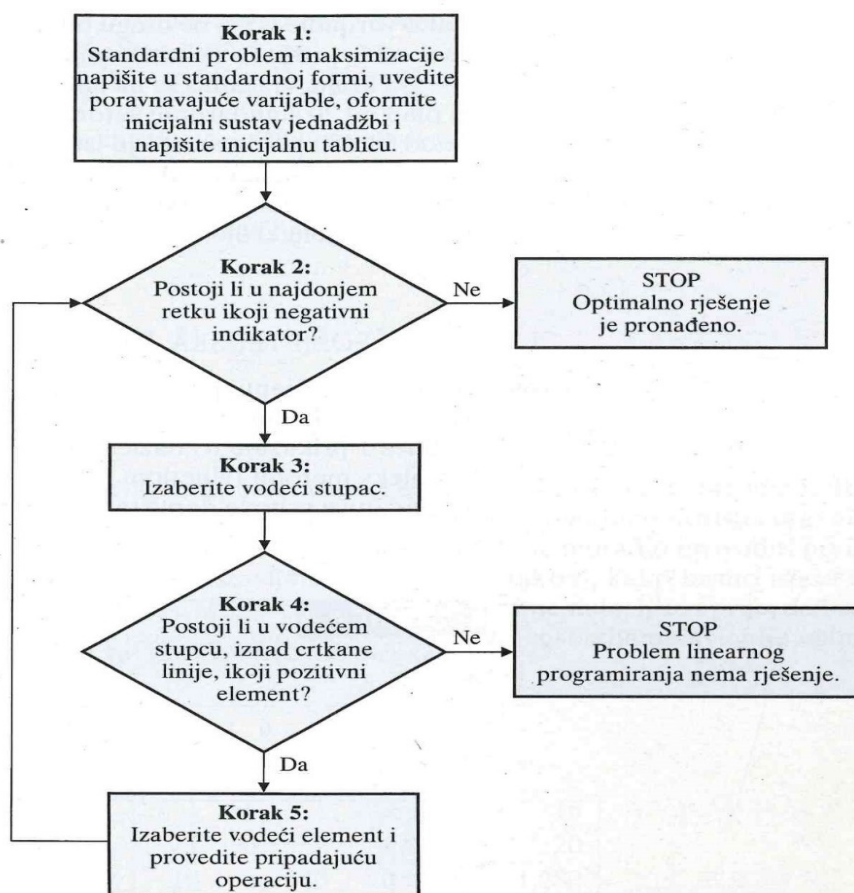 Korak 1:
Standardni problem maksimizacije
napišite u standardnoj formi, uvedite
poravnavajuće varijable, oformite
inicijalni sustav jednadžbi i
napišite inicijalnu tablicu.
Korak 2:
Postoji li u najdonjem
retku ikoji negativni
indikator?
Ne
STOP
Optimalno rješenje
je pronađeno.
Da
Korak 3:
Izaberite vodeći stupac.
Korak 4:
Postoji li u vodećem
stupcu, iznad crtkane
linije, ikoji pozitivni
element?
Ne
STOP
Problem linearnog
programiranja nema rješenje.
Da
Korak 5:
Izaberite vodeći element i
provedite pripadajuću
operaciju.